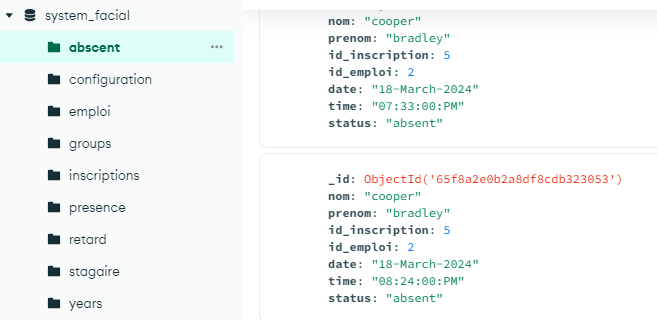 system_facial
abscent
configuration
emploi
groups
inscriptions
presence
retard
stagaire
years
nom: "cooper"
prenom: "bradley"
id_inscription: 5
id_emploi: 2
date: "18-March-2024"
time: "07:33:00:PM"
status: "absent"
_id: ObjectId('65f8a2e0b2a8df8cdb323053')
nom: "cooper"
prenom: "bradley"
id_inscription: 5
id_emploi: 2
date: "18-March-2024"
time: "08:24:00:PM"
status: "absent"